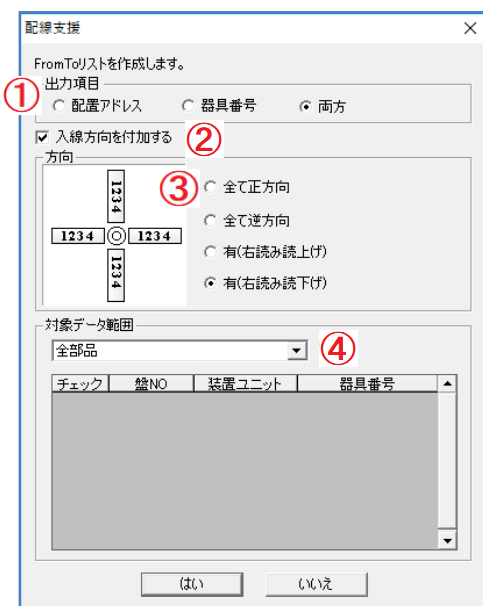 配線支援
FromToリストを作成します。
出力項目
① 配置アドレス 器具番号 両方
入線方向を付加する ②
方向
1234
1234 1234
1234
③ 全て正方向
全て逆方向
有(右読み読上げ)
有(右読み読下げ)
対象データ範囲
全部品 ④
チェック 盤NO 装置ユニット 器具番号
はい いいえ